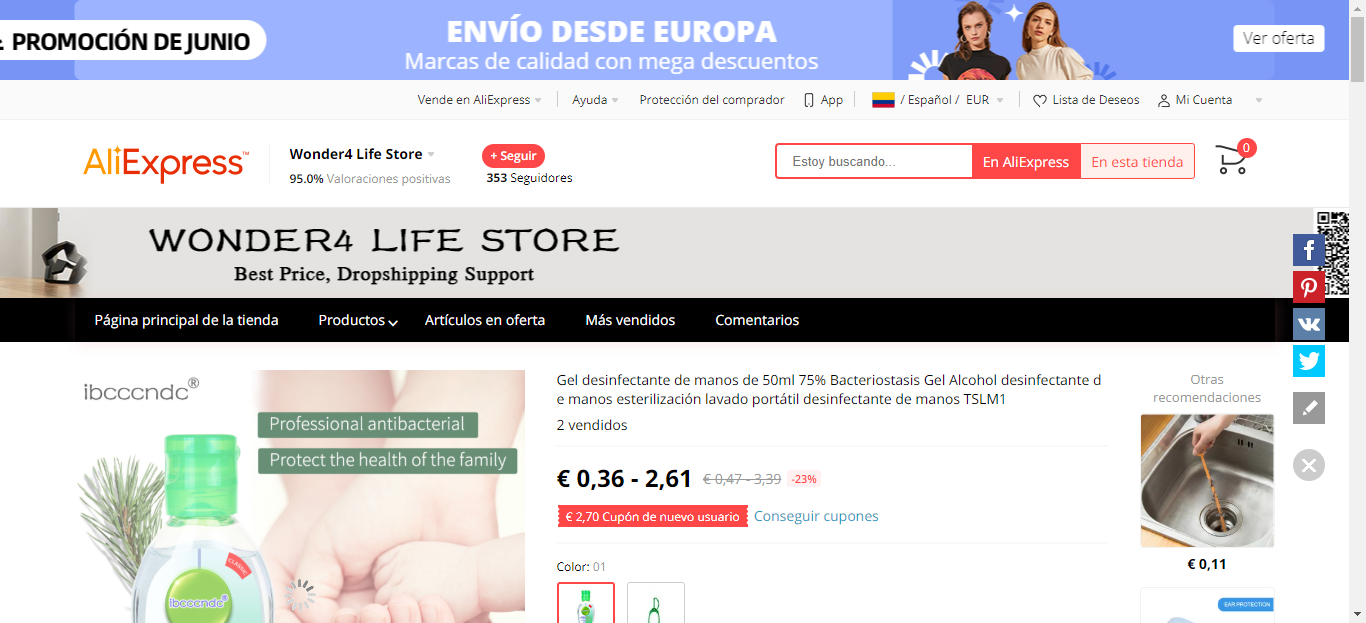 PROMOCIÓN DE JUNIO
ENVÍO DESDE EUROPA
Marcas de calidad con mega descuentos
Ver oferta
Vende en AliExpress
Ayuda
Protección del comprador
App
/ Español / EUR
Lista de Deseos
Mi Cuenta
AliExpress™
Wonder4 Life Store
95.0% Valoraciones positivas
+ Seguir
353 Seguidores
Estoy buscando...
En AliExpress
En esta tienda
0
WONDER4 LIFE STORE
Best Price, Dropshipping Support
Página principal de la tienda
Productos
Artículos en oferta
Más vendidos
Comentarios
ibcccndc®
Professional antibacterial
Protect the health of the family
CLASSIC
ibcccndc
Gel desinfectante de manos de 50ml 75% Bacteriostasis Gel Alcohol desinfectante d
e manos esterilización lavado portátil desinfectante de manos TSLM1
2 vendidos
€ 0,36 - 2,61 € 0,47 - 3,39 -23%
€ 2,70 Cupón de nuevo usuario Conseguir cupones
Color: 01
Otras
recomendaciones
€ 0,11
EAR PROTECTION